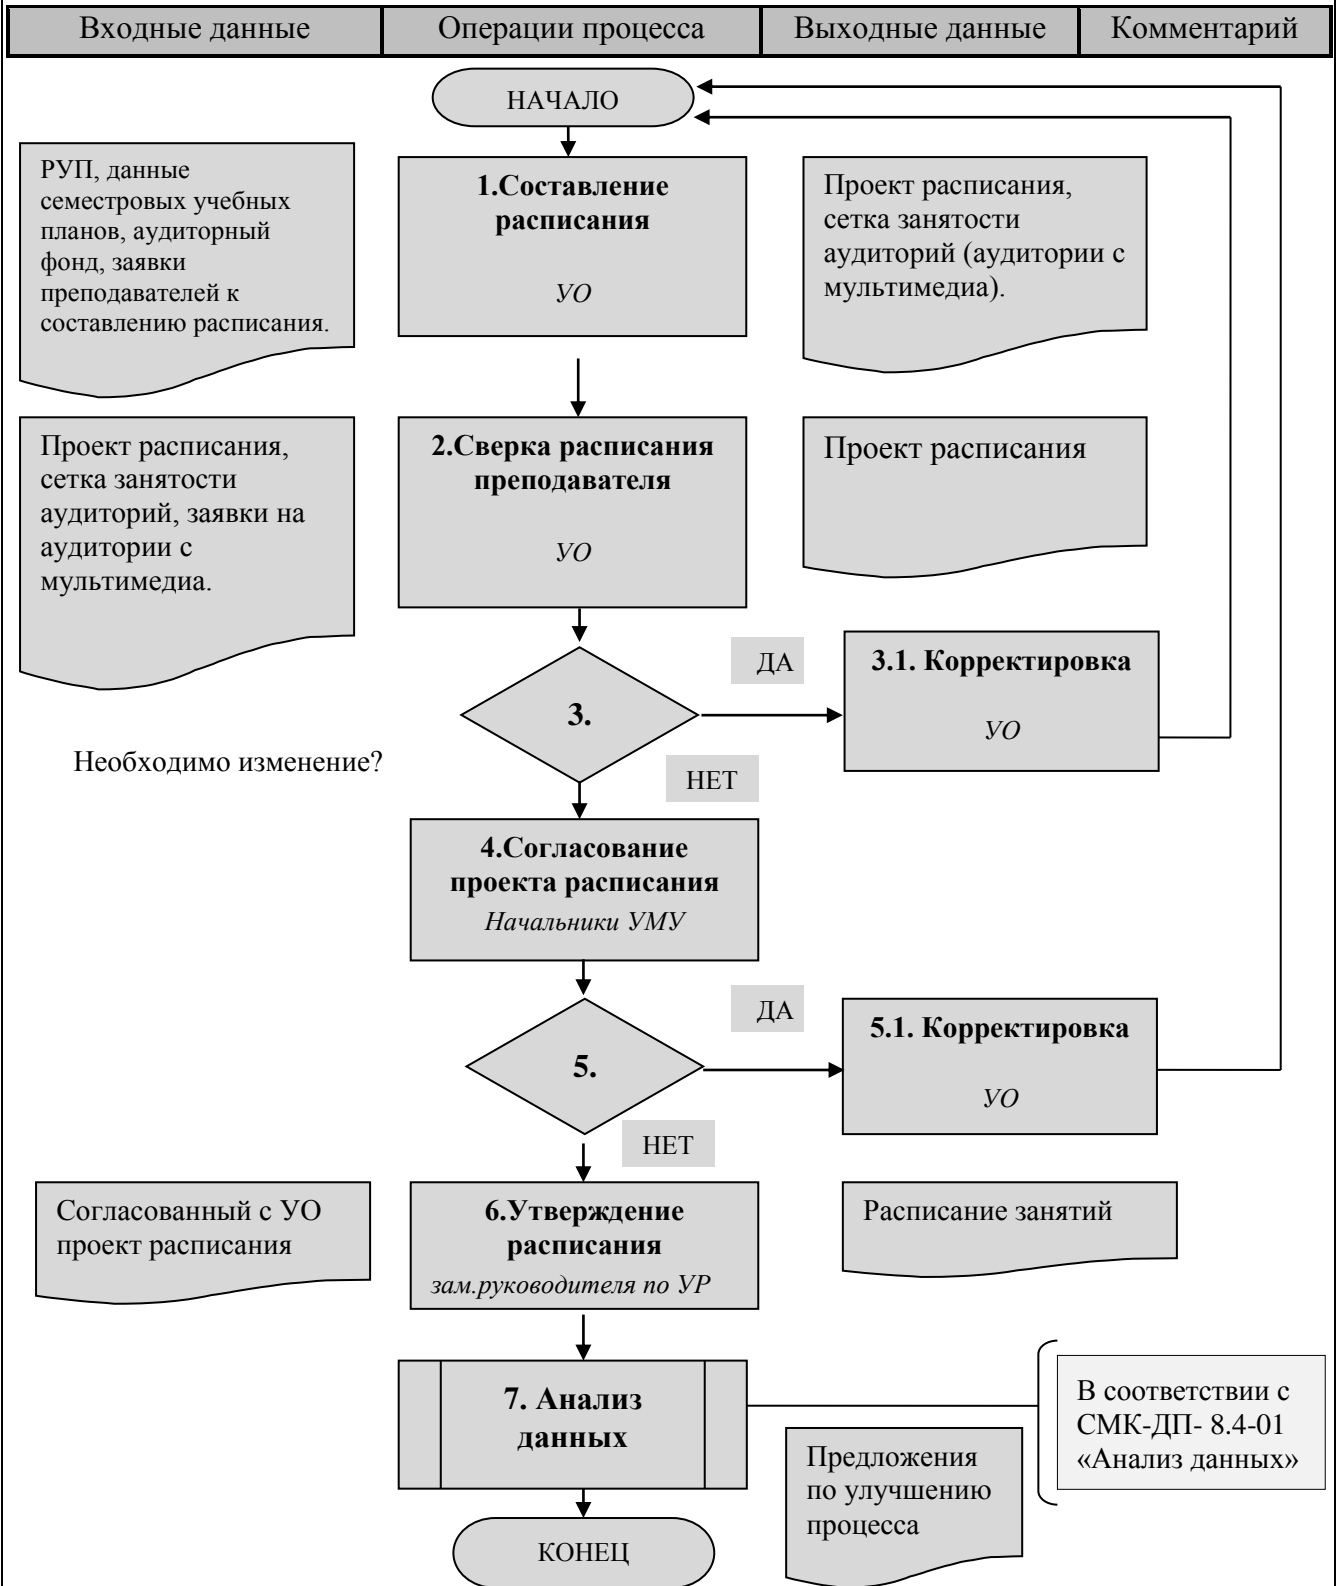 Входные данные
Операции процесса
Выходные данные
Комментарий
НАЧАЛО
РУП, данные
семестровых учебных
планов, аудиторный
фонд, заявки
преподавателей к
составлению расписания.
1.Составление
расписания
УО
Проект расписания,
сетка занятости
аудиторий (аудитории с
мультимедиа).
Проект расписания,
сетка занятости
аудиторий, заявки на
аудитории с
мультимедиа.
2.Сверка расписания
преподавателя
УО
Проект расписания
3.
ДА
3.1. Корректировка
УО
Необходимо изменение?
НЕТ
4.Согласование
проекта расписания
Начальники УМУ
5.
ДА
5.1. Корректировка
УО
НЕТ
Согласованный с УО
проект расписания
6.Утверждение
расписания
зам.руководителя по УР
Расписание занятий
7. Анализ
данных
В соответствии с
СМК-ДП- 8.4-01
«Анализ данных»
Предложения
по улучшению
процесса
КОНЕЦ